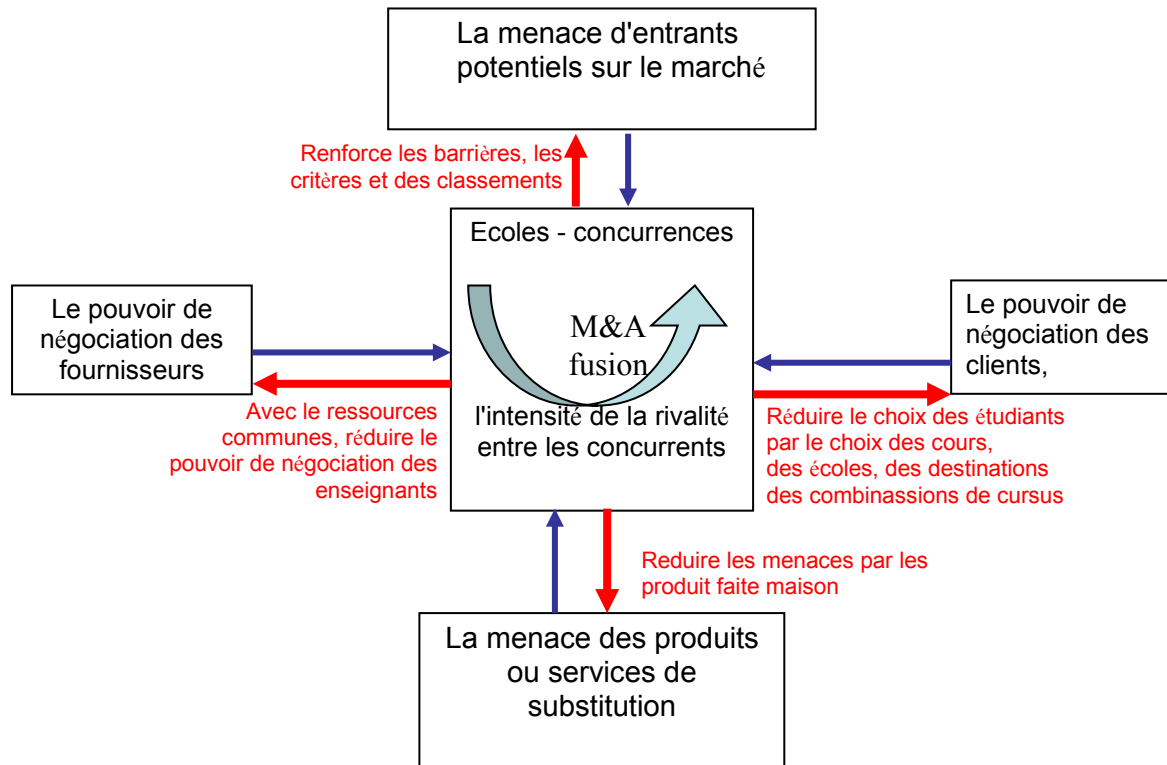 La menace d'entrants
potentiels sur le marché
Renforce les barrières, les
critères et des classements
Ecoles - concurrences
Le pouvoir de
négociation des
fournisseurs
M&A
fusion
Le pouvoir de
négociation des
clients,
Avec le ressources
communes, réduire le
pouvoir de négociation des
enseignants
l'intensité de la rivalité
entre les concurrents
Réduire le choix des étudiants
par le choix des cours,
des écoles, des destinations
des combinassions de cursus
Reduire les menaces par les
produit faite maison
La menace des produits
ou services de
substitution